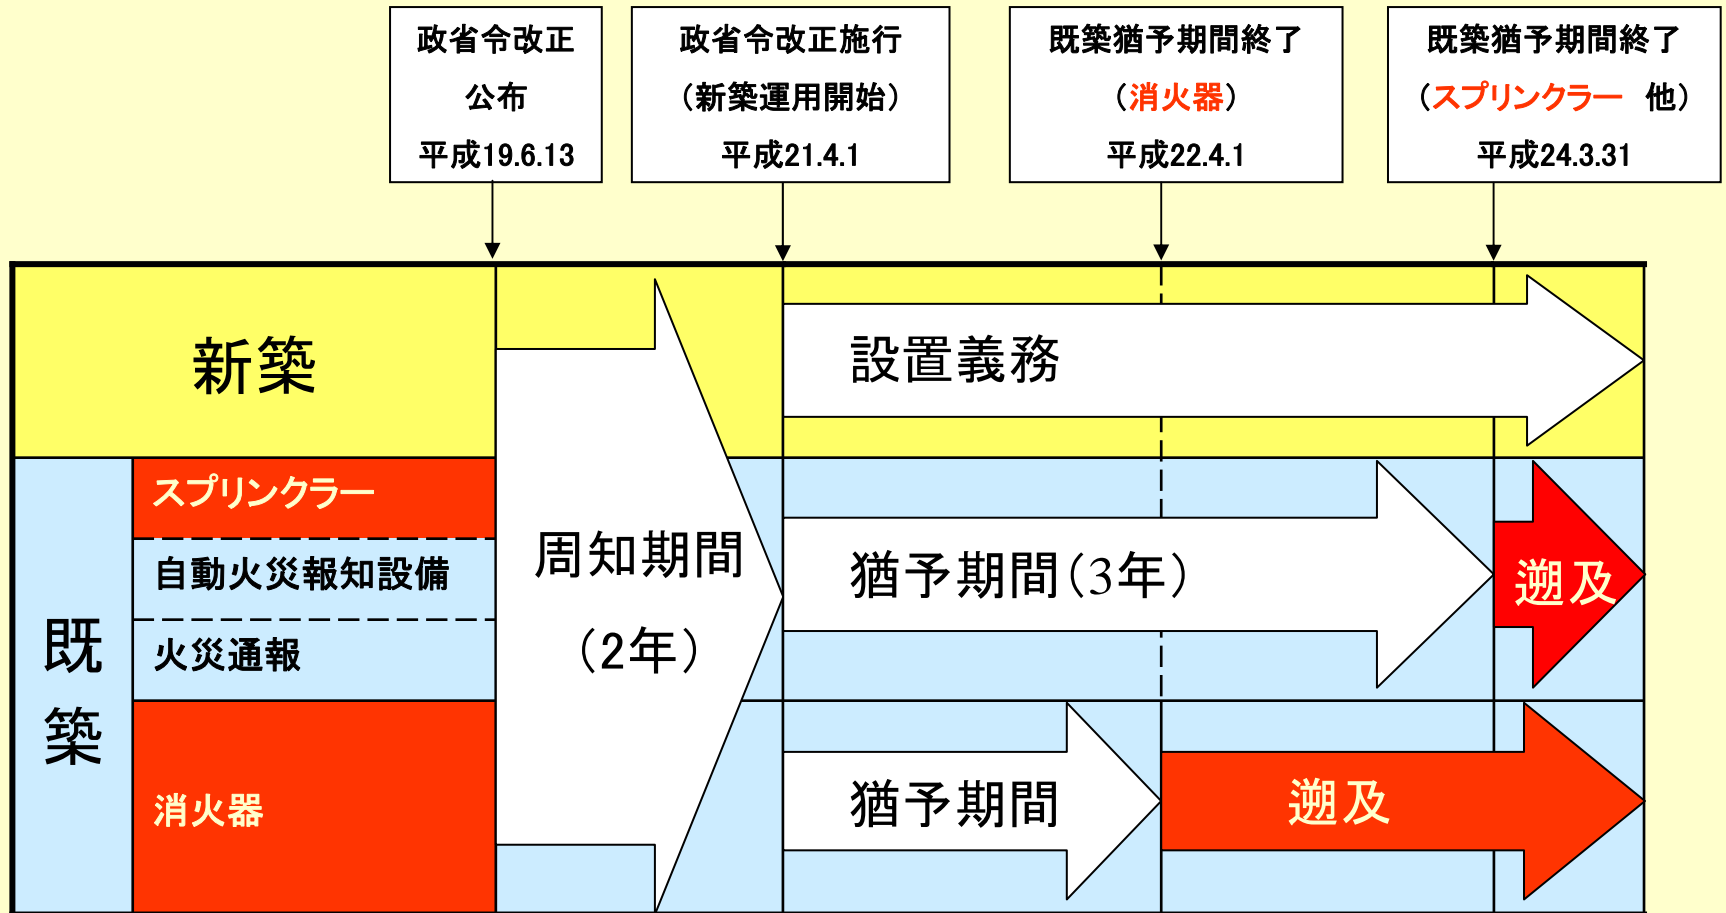 政省令改正
公布
平成19.6.13
政省令改正施行
（新築運用開始）
平成21.4.1
既築猶予期間終了
（消火器）
平成22.4.1
既築猶予期間終了
（スプリンクラー　他）
平成24.3.31
新築
設置義務
既築
スプリンクラー
自動火災報知設備
火災通報
消火器
周知期間
（2年）
猶予期間（3年）
遡及
猶予期間
遡及